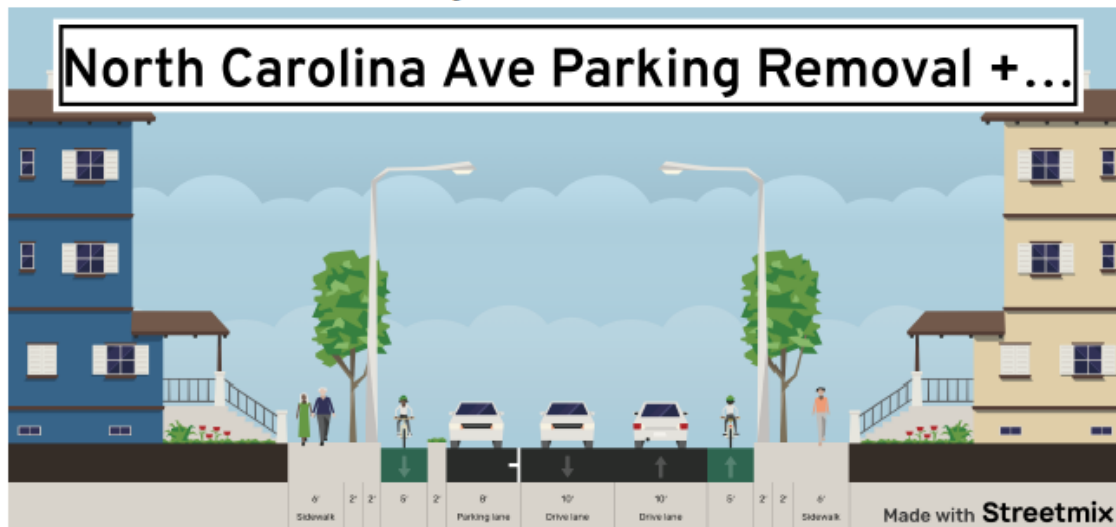 North Carolina Ave Parking Removal +...
6' 2' 2' 5' 2' 8' 10' 10' 5' 2' 2' 6'
Sidewalk Parking lane Drive lane Drive lane Sidewalk
Made with Streetmix